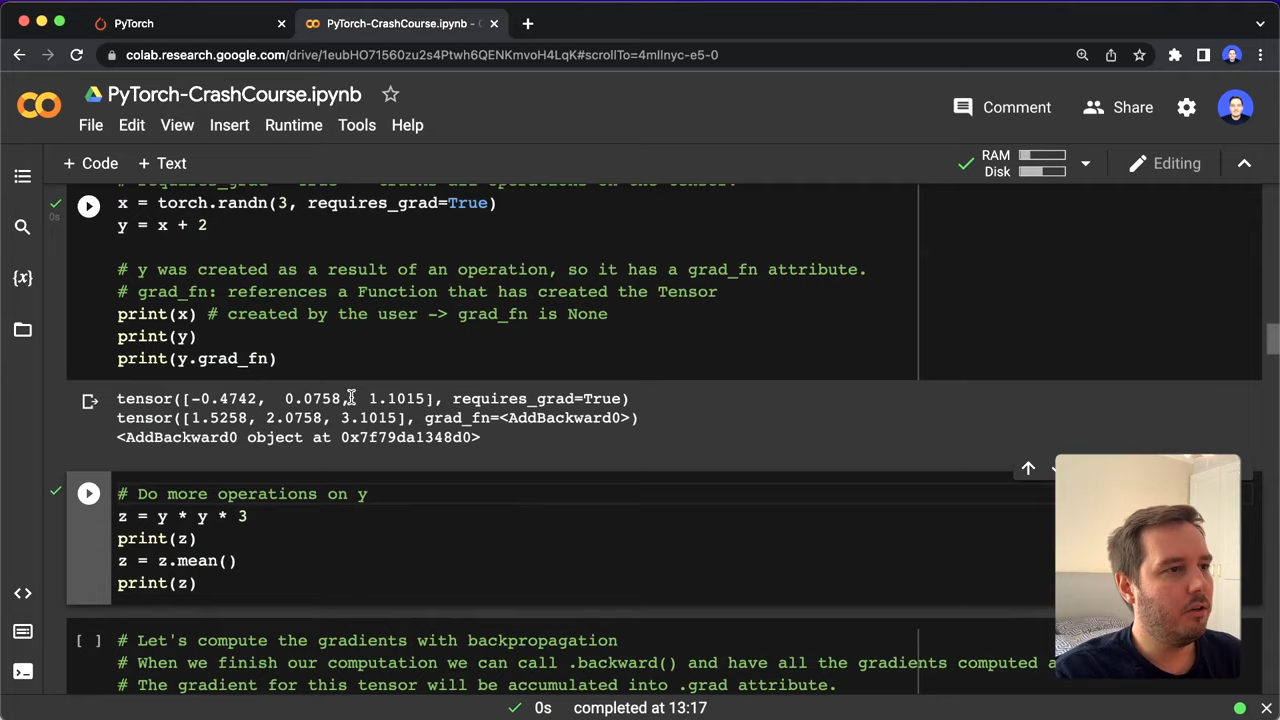 PyTorch
PyTorch-CrashCourse.ipynb - C
colab.research.google.com/drive/1eubHO71560zu2s4Ptwh6QENKmvoH4LqK#scrollTo=4mIlnyc-e5-0
PyTorch-CrashCourse.ipynb
Comment
Share
File Edit View Insert Runtime Tools Help
+ Code + Text
RAM
Disk
Editing
# requires_grad = True -> tracks all operations on the tensor.
x = torch.randn(3, requires_grad=True)
0s
y = x + 2
# y was created as a result of an operation, so it has a grad_fn attribute.
# grad_fn: references a Function that has created the Tensor
print(x) # created by the user -> grad_fn is None
print(y)
print(y.grad_fn)
tensor([-0.4742, 0.0758, 1.1015], requires_grad=True)
tensor([1.5258, 2.0758, 3.1015], grad_fn=<AddBackward0>)
<AddBackward0 object at 0x7f79da1348d0>
# Do more operations on y
z = y * y * 3
print(z)
z = z.mean()
print(z)
[ ] # Let's compute the gradients with backpropagation
# When we finish our computation we can call .backward() and have all the gradients computed a
# The gradient for this tensor will be accumulated into .grad attribute.
0s completed at 13:17